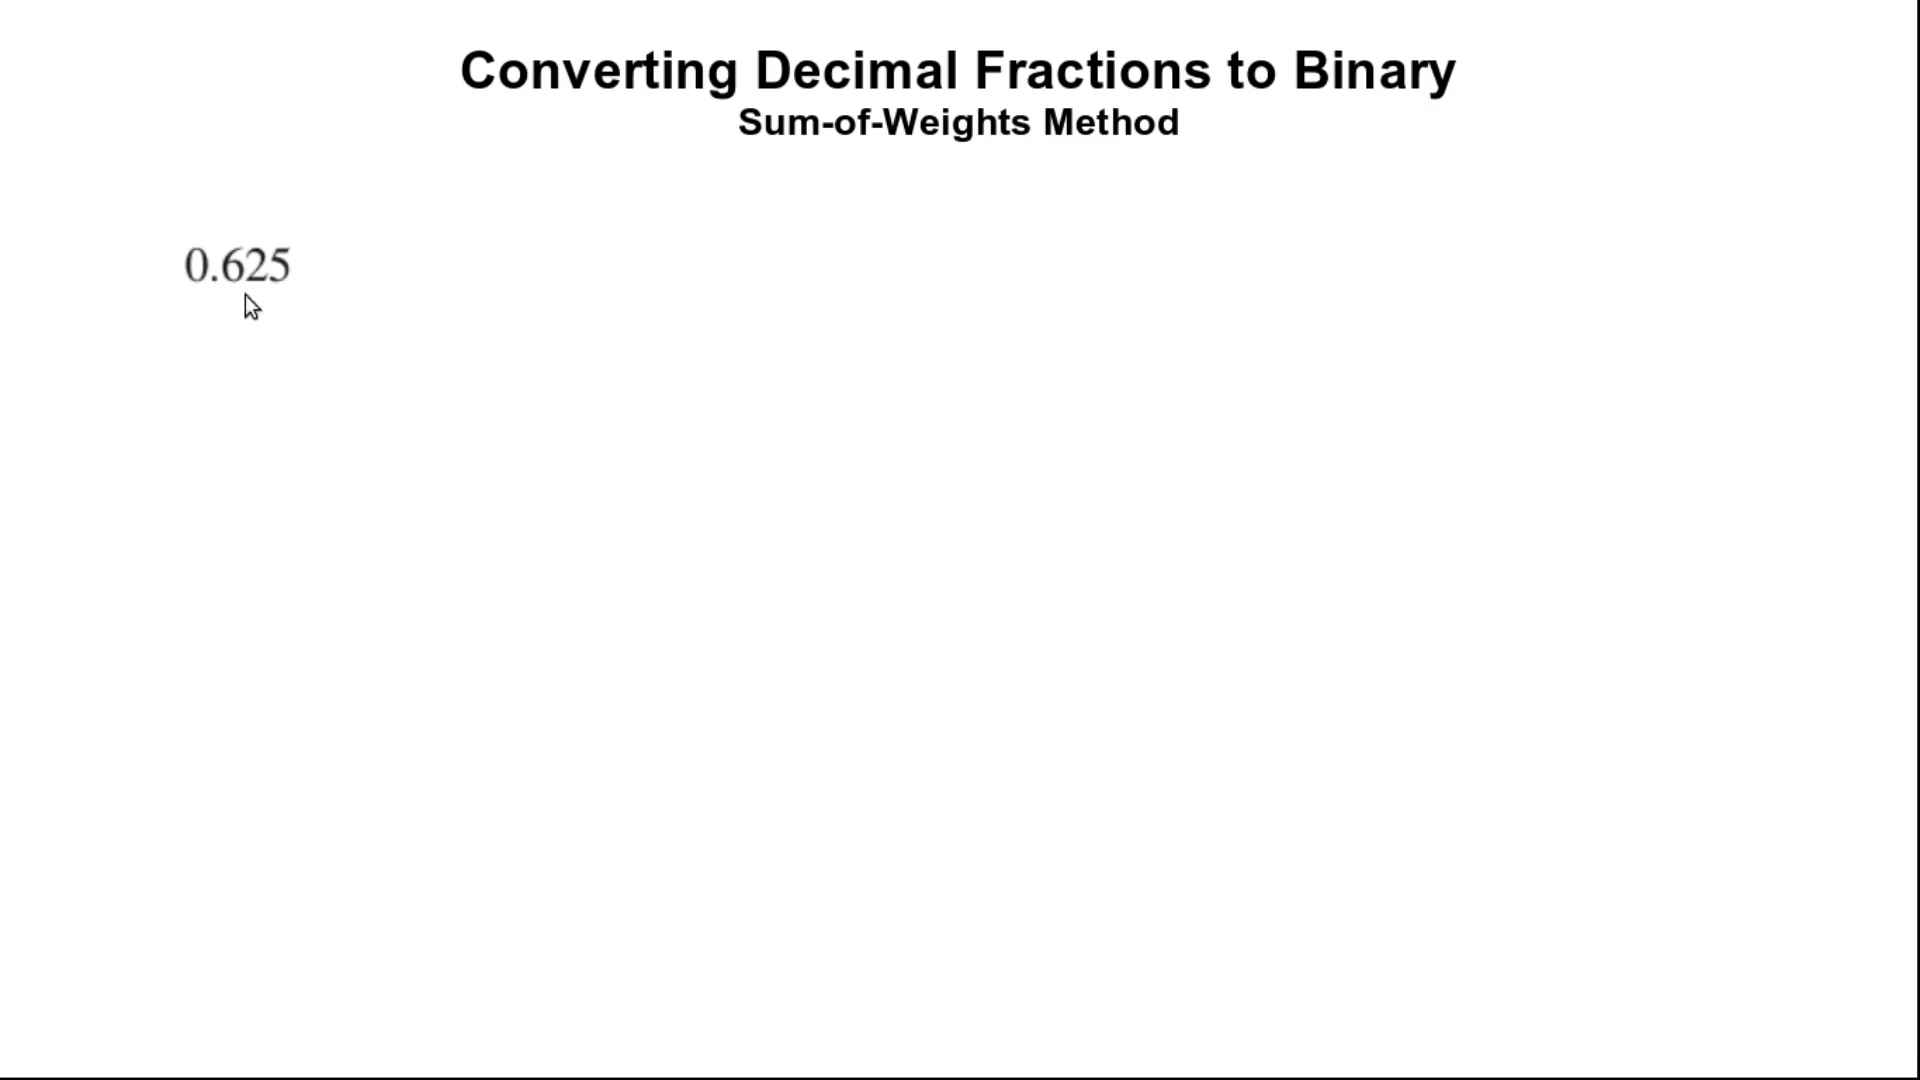 Converting Decimal Fractions to Binary
Sum-of-Weights Method
0.625